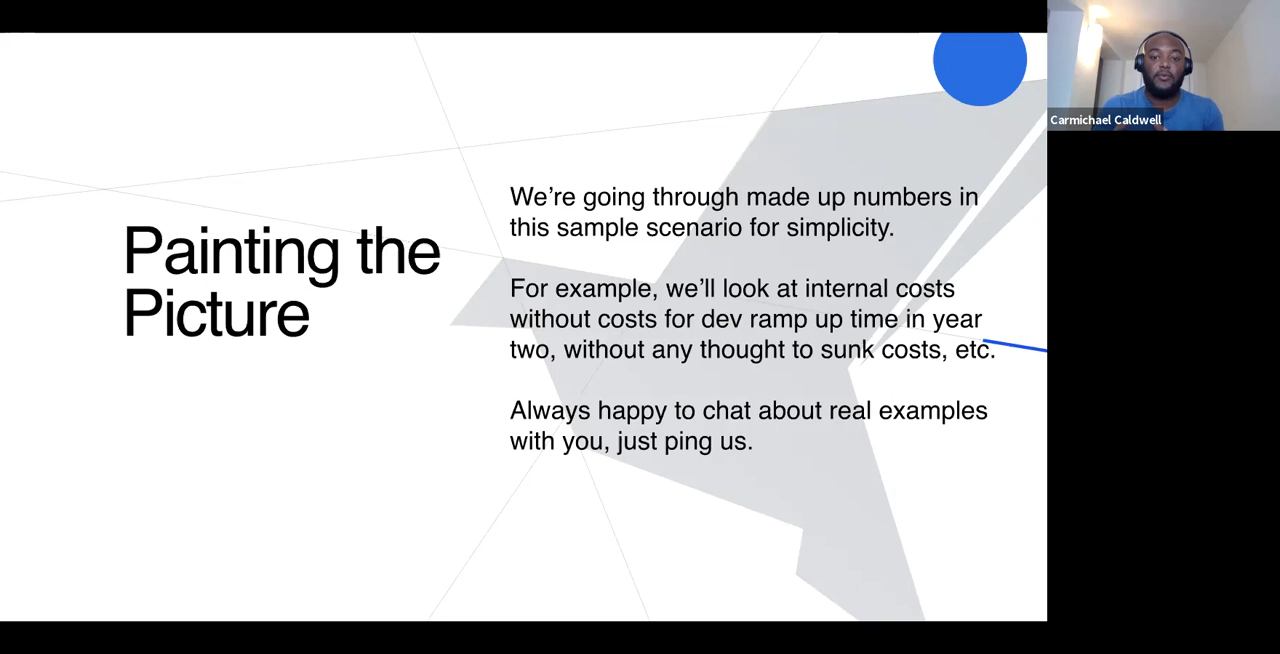 Painting the
Picture
We’re going through made up numbers in
this sample scenario for simplicity.
For example, we’ll look at internal costs
without costs for dev ramp up time in year
two, without any thought to sunk costs, etc.
Always happy to chat about real examples
with you, just ping us.
Carmichael Caldwell